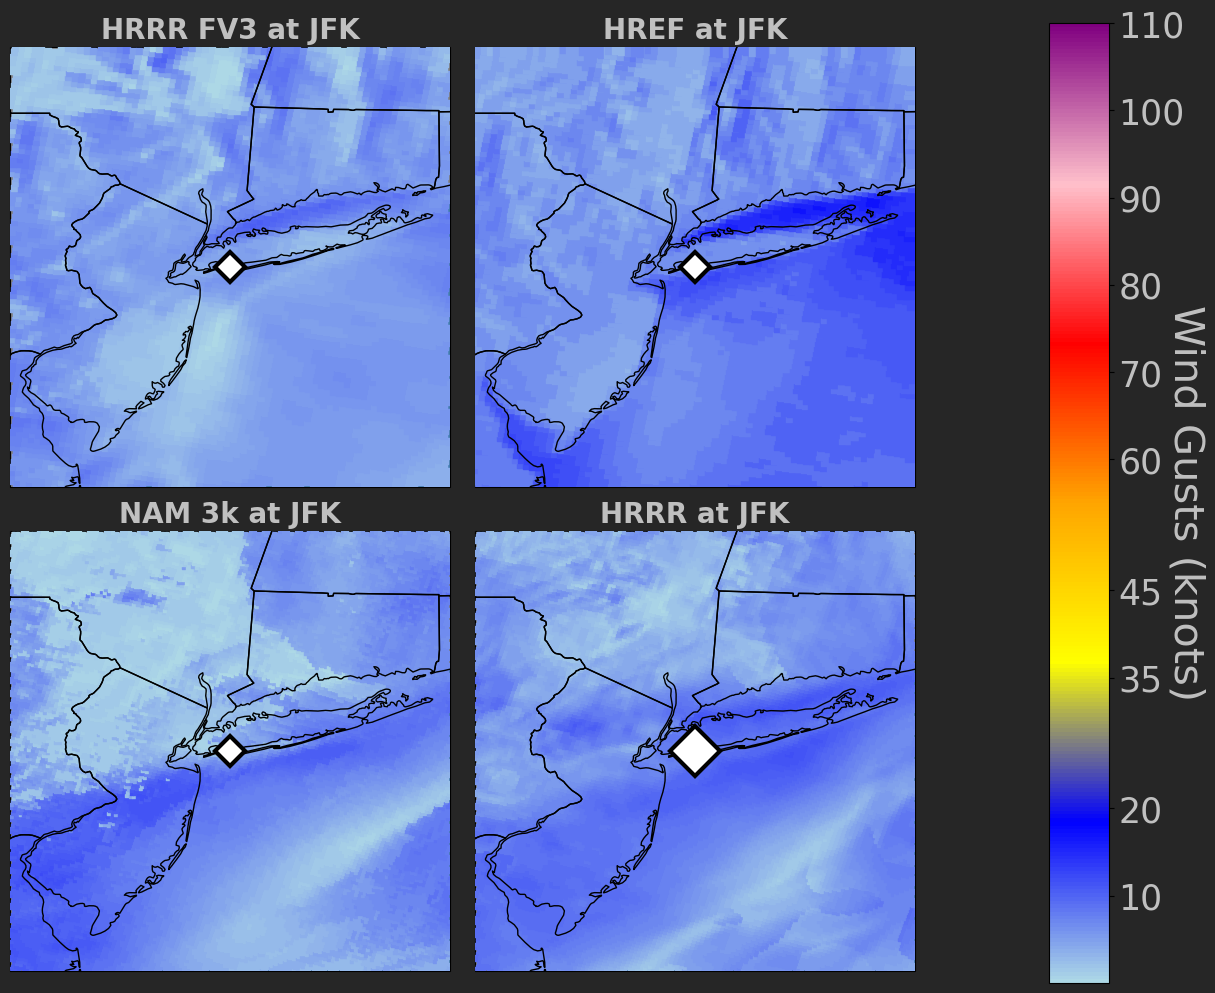 HRRR FV3 at JFK
HREF at JFK
NAM 3k at JFK
HRRR at JFK
110
100
90
80
70
60
45
35
20
10
Wind Gusts (knots)